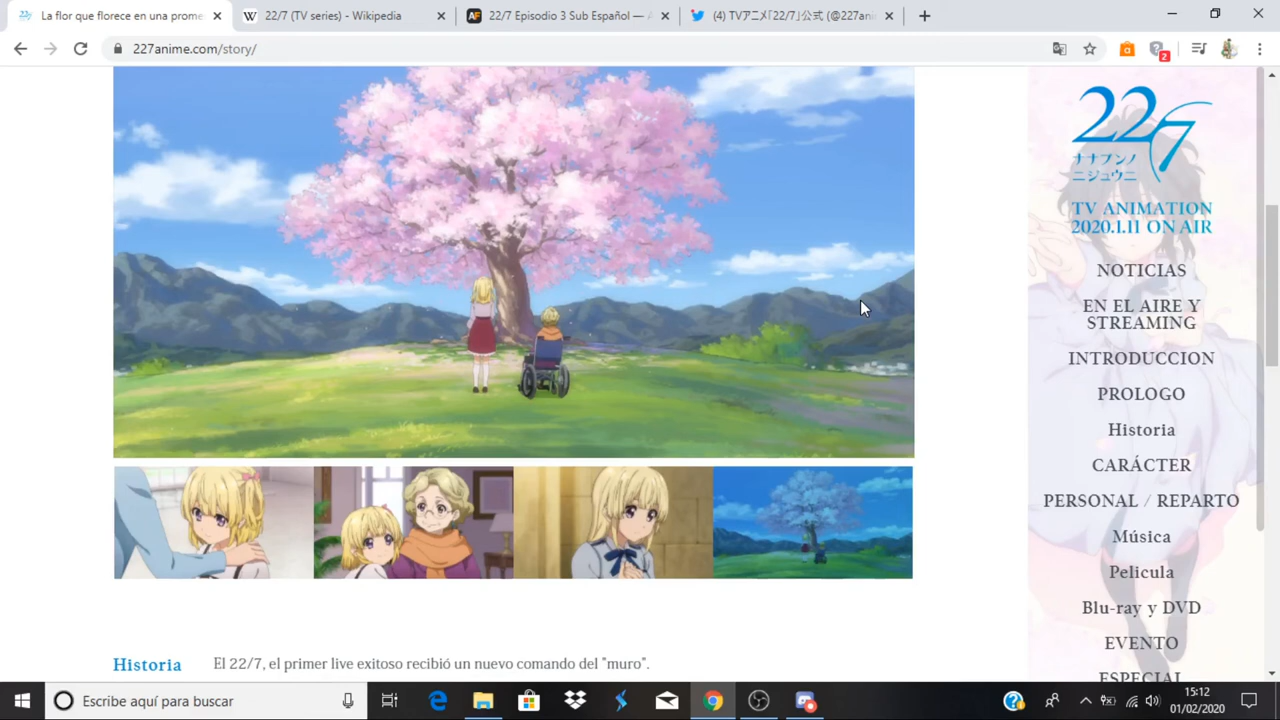 La flor que florece en una prome
22/7 (TV series) - Wikipedia
22/7 Episodio 3 Sub Español —
(4) TVアニメ「22/7」公式 (@227ani
227anime.com/story/
2
22/7
ナナブンノ
ニジュウニ
TV ANIMATION
2020.1.11 ON AIR
NOTICIAS
EN EL AIRE Y
STREAMING
INTRODUCCION
PROLOGO
Historia
CARÁCTER
PERSONAL / REPARTO
Música
Pelicula
Blu-ray y DVD
EVENTO
ESPECIAL
Historia El 22/7, el primer live exitoso recibió un nuevo comando del "muro".
Escribe aquí para buscar
15:12
01/02/2020